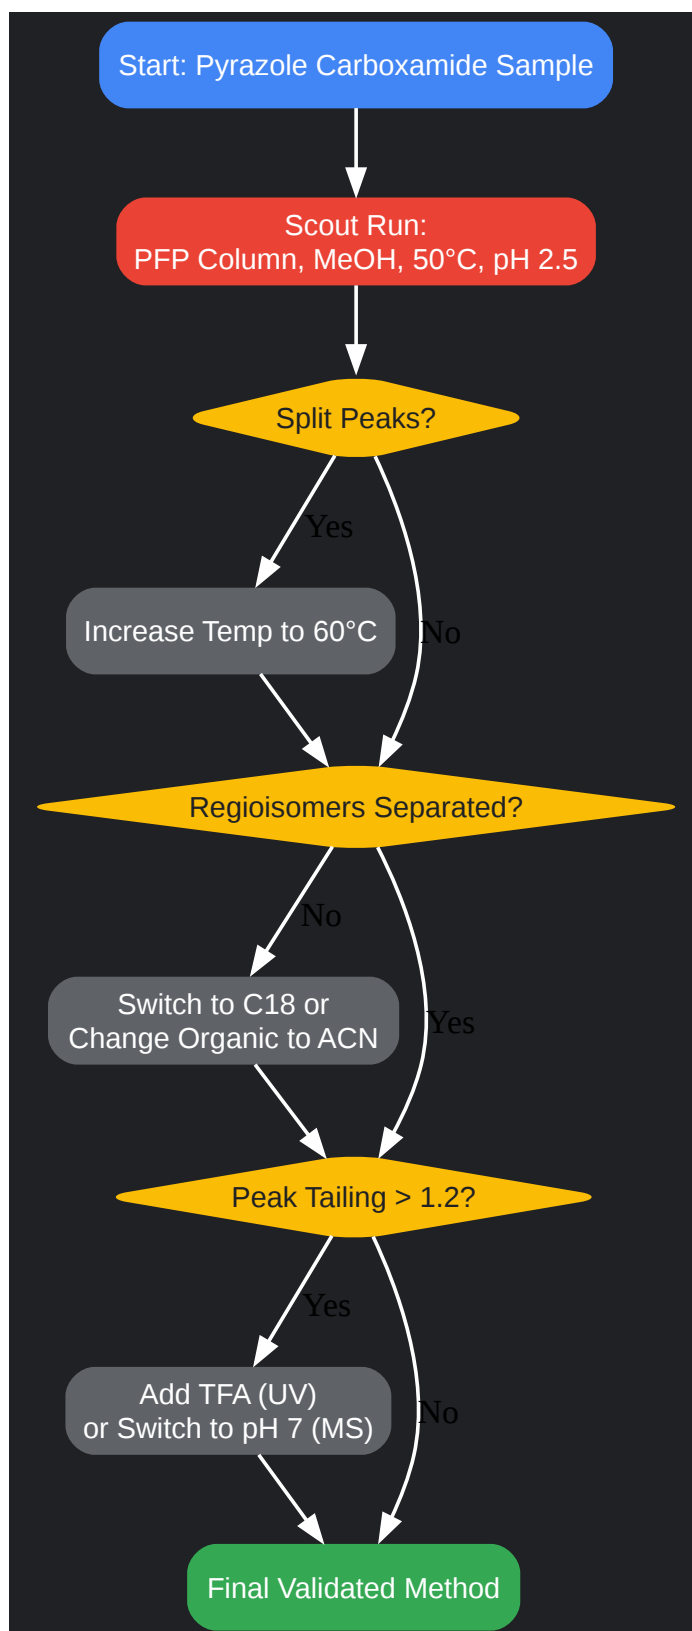 Start: Pyrazole Carboxamide Sample
Scout Run:
PFP Column, MeOH, 50°C, pH 2.5
Split Peaks?
Yes
Increase Temp to 60°C
No
Regioisomers Separated?
No
Switch to C18 or
Change Organic to ACN
Yes
Peak Tailing > 1.2?
Yes
Add TFA (UV)
or Switch to pH 7 (MS)
No
Final Validated Method